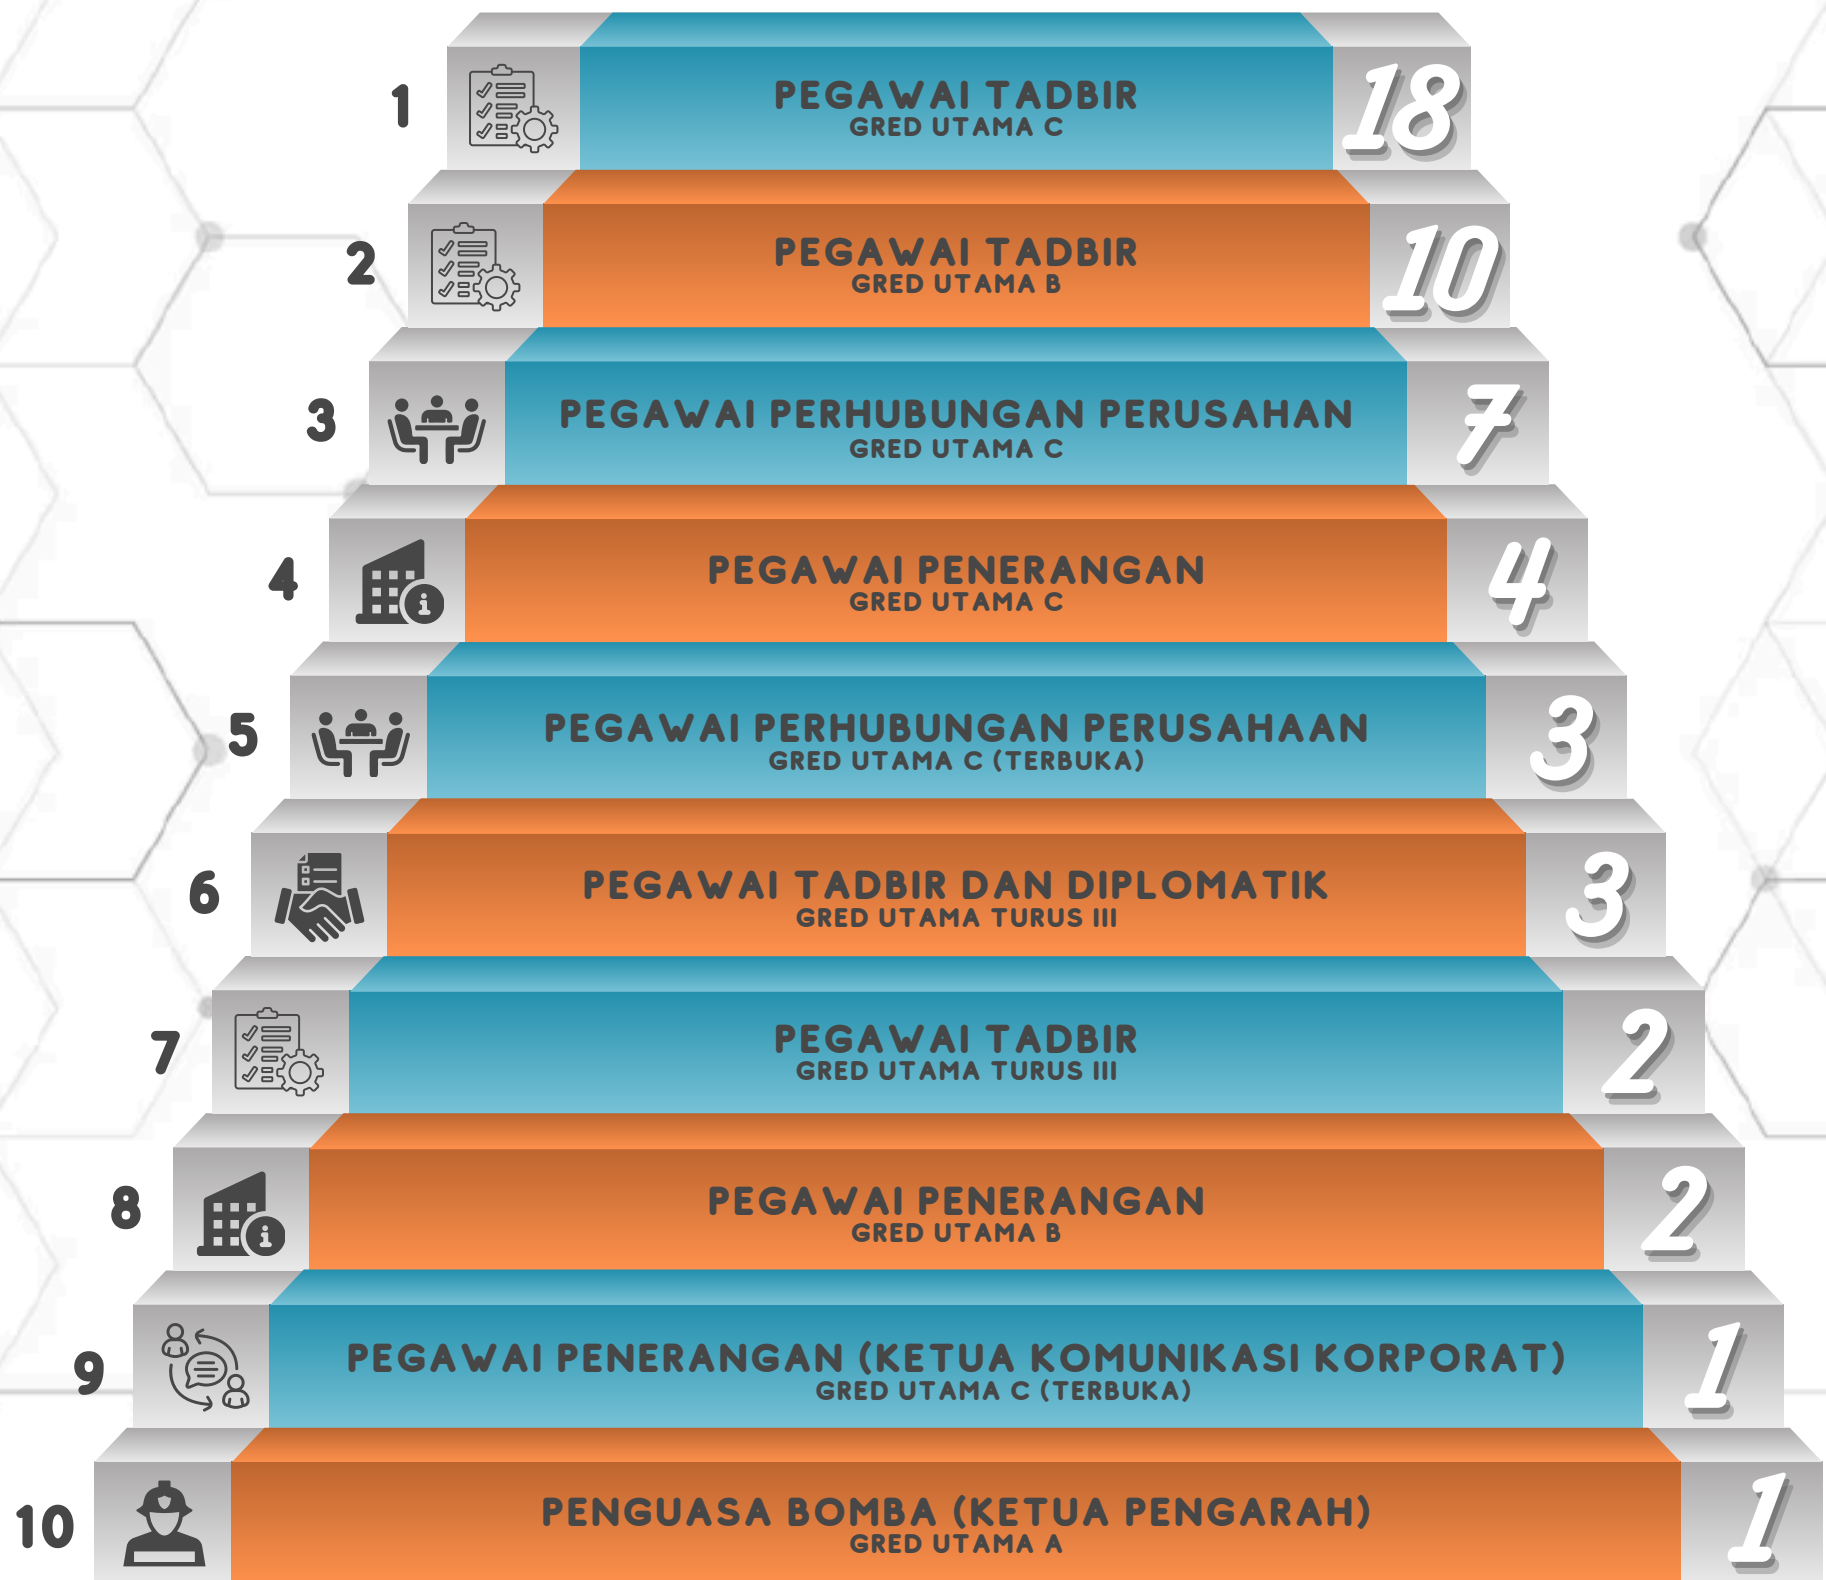 1
PEGAWAI TADBIR
GRED UTAMA C
18
2
PEGAWAI TADBIR
GRED UTAMA B
10
3
PEGAWAI PERHUBUNGAN PERUSAHAN
GRED UTAMA C
7
4
PEGAWAI PENERANGAN
GRED UTAMA C
4
5
PEGAWAI PERHUBUNGAN PERUSAHAAN
GRED UTAMA C (TERBUKA)
3
6
PEGAWAI TADBIR DAN DIPLOMATIK
GRED UTAMA TURUS III
3
7
PEGAWAI TADBIR
GRED UTAMA TURUS III
2
8
PEGAWAI PENERANGAN
GRED UTAMA B
2
9
PEGAWAI PENERANGAN (KETUA KOMUNIKASI KORPORAT)
GRED UTAMA C (TERBUKA)
1
10
PENGUASA BOMBA (KETUA PENGARAH)
GRED UTAMA A
1